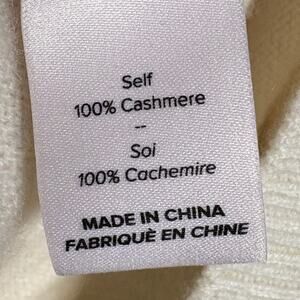 Self
100% Cashmere
--
Soi
100% Cachemire
MADE IN CHINA
FABRIQUÈ EN CHINE